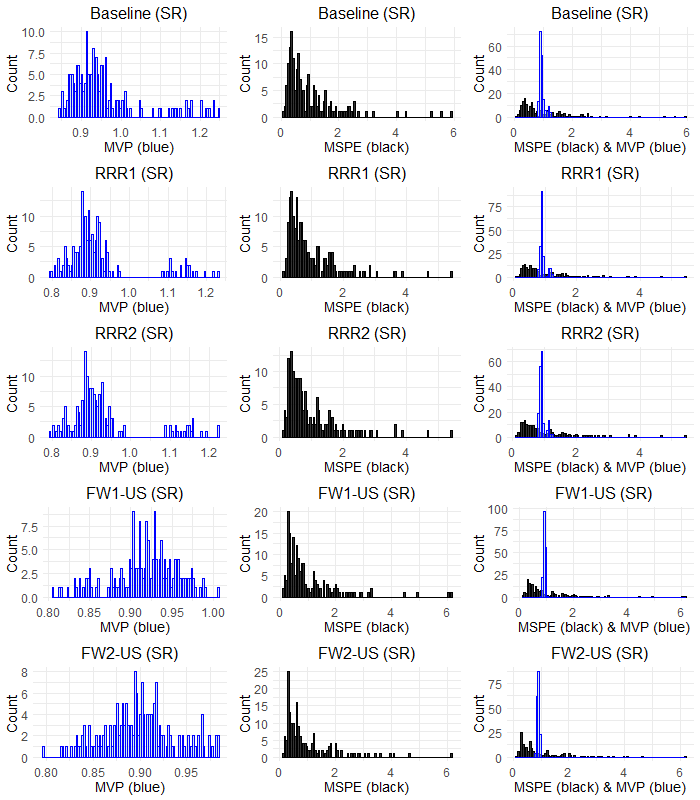 Baseline (SR) Baseline (SR) Baseline (SR)
Count 10.0 7.5 5.0 2.5 0.0 Count 15 10 5 0 Count 60 40 20 0
0.9 1.0 1.1 1.2 0 2 4 6 0 2 4 6
MVP (blue) MSPE (black) MSPE (black) & MVP (blue)
RRR1 (SR) RRR1 (SR) RRR1 (SR)
Count 10 5 0 Count 10 5 0 Count 75 50 25 0
0.8 0.9 1.0 1.1 1.2 0 2 4 0 2 4
MVP (blue) MSPE (black) MSPE (black) & MVP (blue)
RRR2 (SR) RRR2 (SR) RRR2 (SR)
Count 10 5 0 Count 10 5 0 Count 60 40 20 0
0.8 0.9 1.0 1.1 1.2 0 2 4 0 2 4
MVP (blue) MSPE (black) MSPE (black) & MVP (blue)
FW1-US (SR) FW1-US (SR) FW1-US (SR)
Count 7.5 5.0 2.5 0.0 Count 20 15 10 5 0 Count 100 75 50 25 0
0.80 0.85 0.90 0.95 1.00 0 2 4 6 0 2 4 6
MVP (blue) MSPE (black) MSPE (black) & MVP (blue)
FW2-US (SR) FW2-US (SR) FW2-US (SR)
Count 8 6 4 2 0 Count 25 20 15 10 5 0 Count 75 50 25 0
0.80 0.85 0.90 0.95 0 2 4 6 0 2 4 6
MVP (blue) MSPE (black) MSPE (black) & MVP (blue)